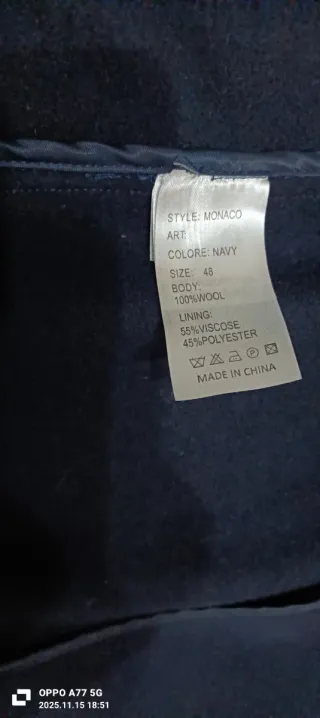 STYLE: MONACO
ART:
COLORE: NAVY
SIZE: 48
BODY:
100%WOOL
LINING:
55%VISCOSE
45%POLYESTER
P
MADE IN CHINA
OPPO A77 5G
2025.11.15 18:51